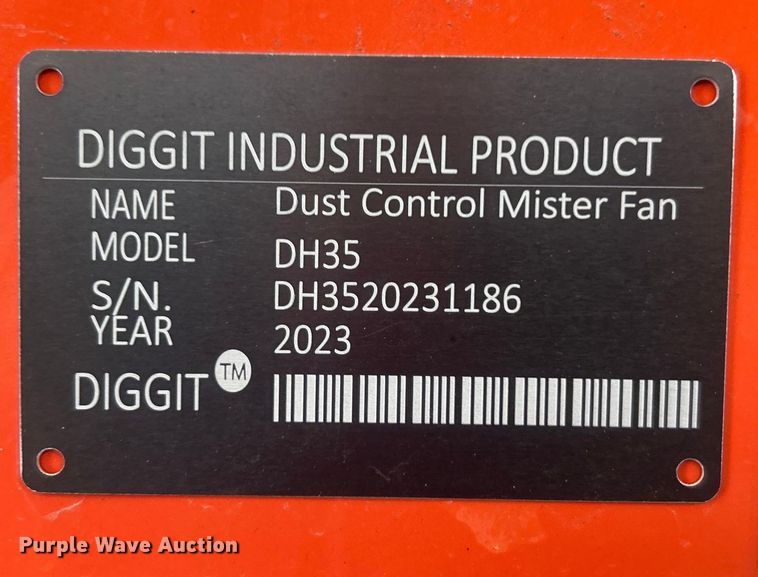 DIGGIT INDUSTRIAL PRODUCT
NAME Dust Control Mister Fan
MODEL DH35
S/N. DH3520231186
YEAR 2023
DIGGIT TM
Purple Wave Auction